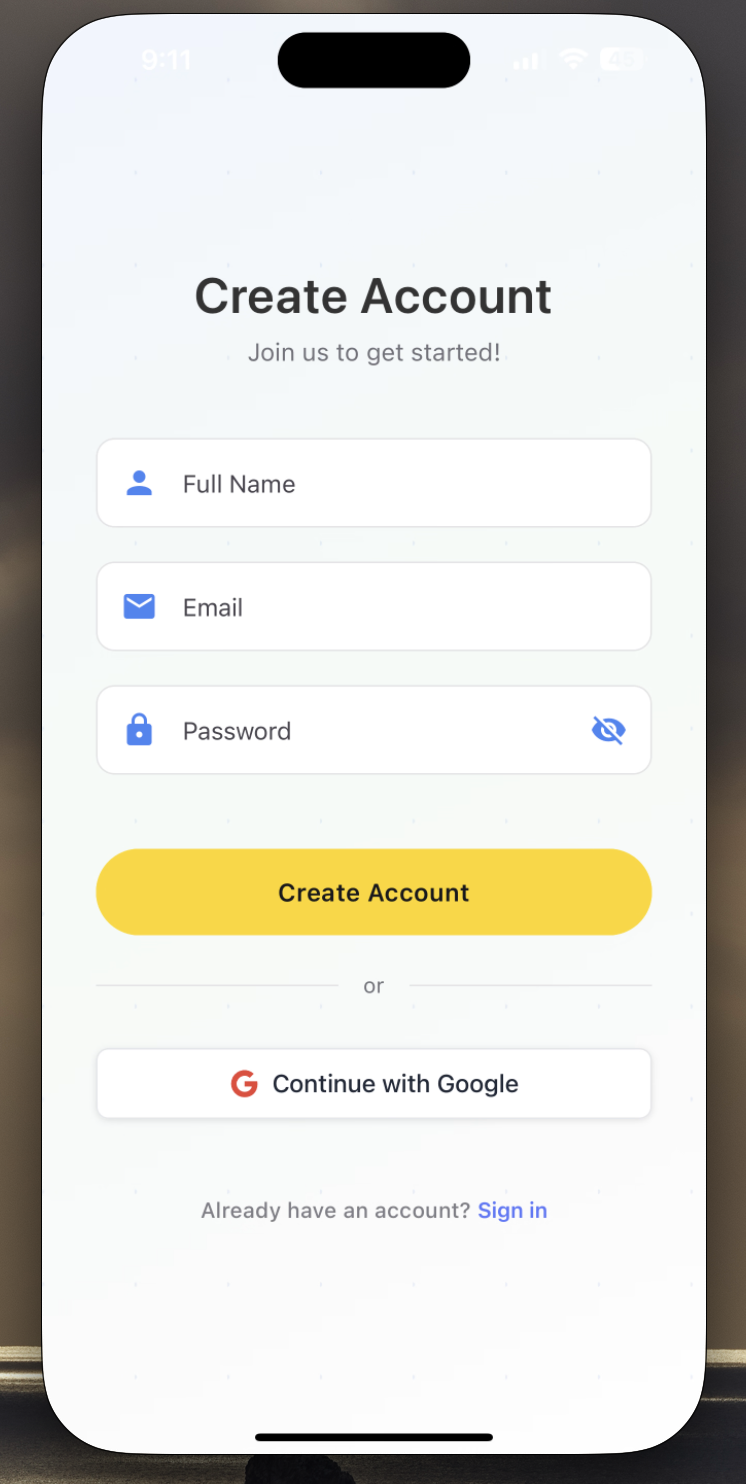 9:11
45
Create Account
Join us to get started!
Full Name
Email
Password
Create Account
or
G Continue with Google
Already have an account? Sign in